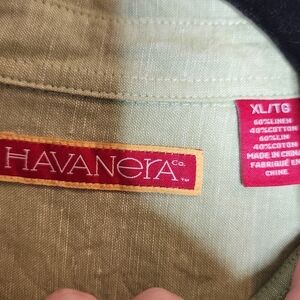 HAVANERA Co. ™
XL/TG
60%LINEN
40%COTTON
60%LIN
40%COTON
MADE IN CHINA
FABRIQUÉ EN
CHINE